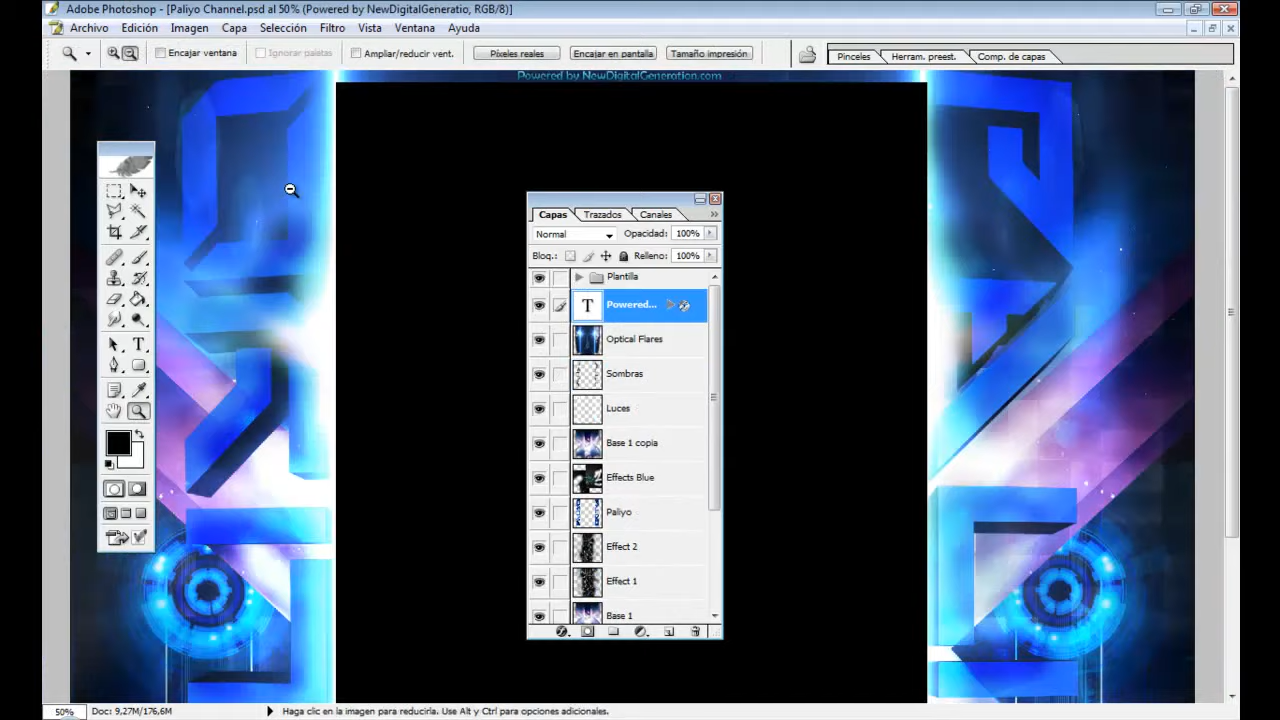 Adobe Photoshop - [Paliyo Channel.psd al 50% (Powered by NewDigitalGeneratio, RGB/8)]
Archivo Edición Imagen Capa Selección Filtro Vista Ventana Ayuda
Encajar ventana Ignorar paletas Ampliar/reducir vent. Píxeles reales Encajar en pantalla Tamaño impresión Pinceles Herram. preest. Comp. de capas
Powered by NewDigitalGeneration.com
Capas Trazados Canales
Normal Opacidad: 100%
Bloq.: Relleno: 100%
Plantilla
T Powered...
Optical Flares
Sombras
Luces
Base 1 copia
Effects Blue
Paliyo
Effect 2
Effect 1
Base 1
50% Doc: 9,27M/176,6M Haga clic en la imagen para reducirla. Use Alt y Ctrl para opciones adicionales.